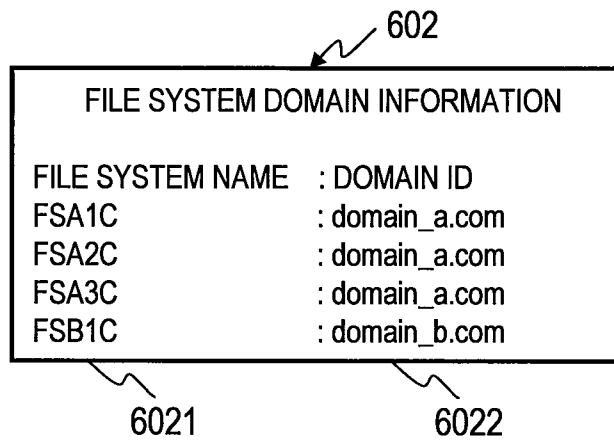 602
FILE SYSTEM DOMAIN INFORMATION
FILE SYSTEM NAME : DOMAIN ID
FSA1C : domain_a.com
FSA2C : domain_a.com
FSA3C : domain_a.com
FSB1C : domain_b.com
6021 6022